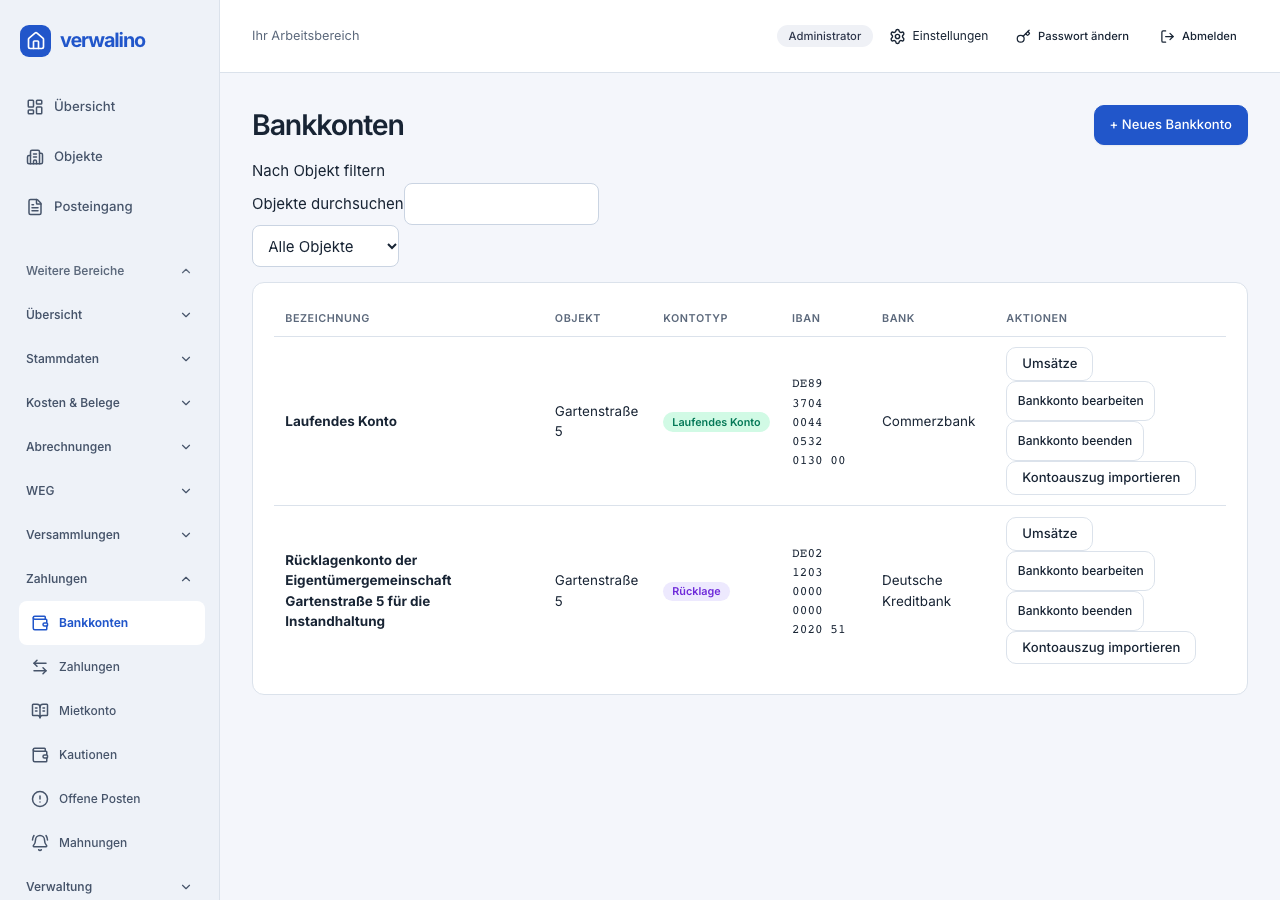 verwalino
Ihr Arbeitsbereich
Administrator
Einstellungen
Passwort ändern
Abmelden
Übersicht
Objekte
Posteingang
Weitere Bereiche
Übersicht
Stammdaten
Kosten & Belege
Abrechnungen
WEG
Versammlungen
Zahlungen
Bankkonten
Zahlungen
Mietkonto
Kautionen
Offene Posten
Mahnungen
Verwaltung
Bankkonten
+ Neues Bankkonto
Nach Objekt filtern
Objekte durchsuchen
Alle Objekte
BEZEICHNUNG OBJEKT KONTOTYP IBAN BANK AKTIONEN
Laufendes Konto
Gartenstraße
5
Laufendes Konto
DE89
3704
0044
0532
0130 00
Commerzbank
Umsätze
Bankkonto bearbeiten
Bankkonto beenden
Kontoauszug importieren
Rücklagenkonto der
Eigentümergemeinschaft
Gartenstraße 5 für die
Instandhaltung
Gartenstraße
5
Rücklage
DE02
1203
0000
0000
2020 51
Deutsche
Kreditbank
Umsätze
Bankkonto bearbeiten
Bankkonto beenden
Kontoauszug importieren